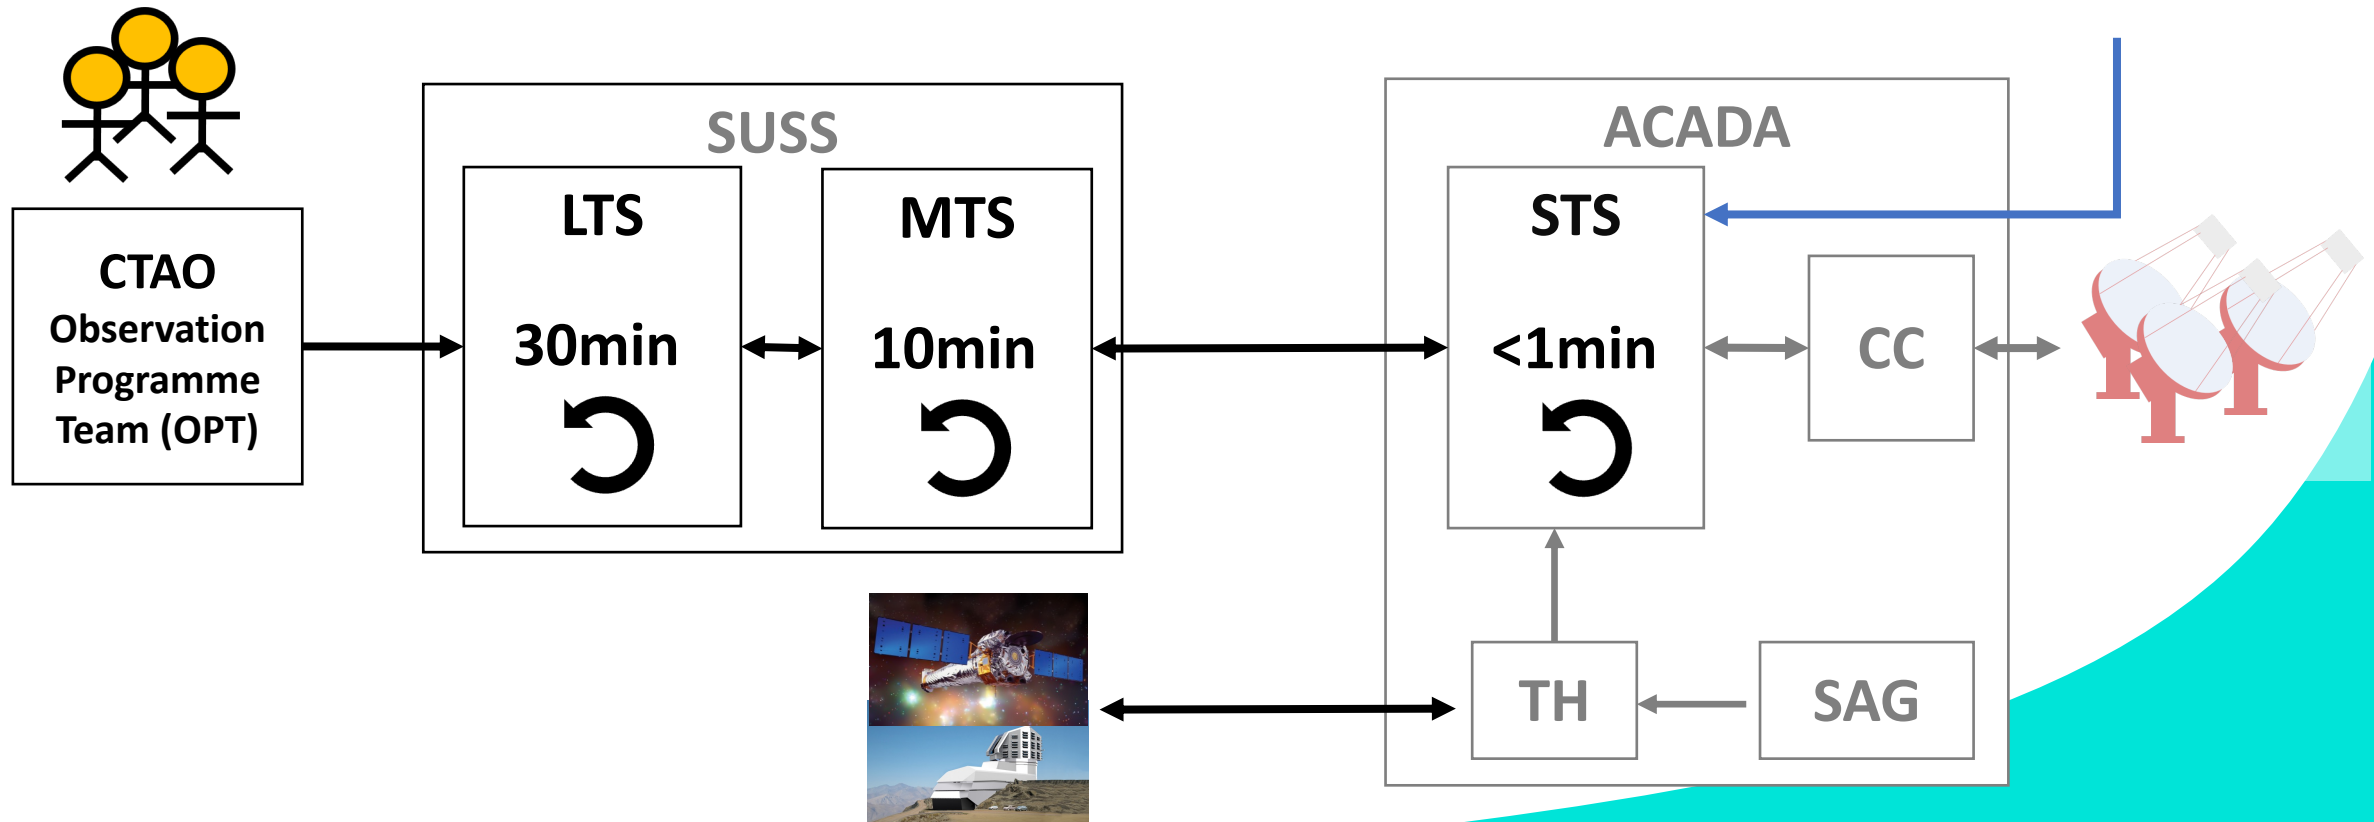 CTAO
Observation
Programme
Team (OPT)
SUSS
LTS
30min
MTS
10min
ACADA
STS
<1min
CC
TH
SAG